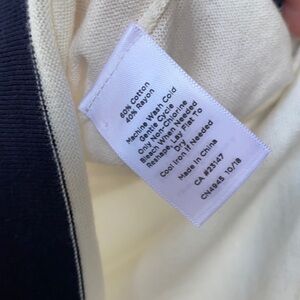 60% Cotton
40% Rayon
Machine Wash Cold
Gentle Cycle
Only Non-Chlorine
Bleach When Needed
Reshape, Lay Flat To
Dry
Cool Iron If Needed
Made in China
CA #23147
CN4945 10/18